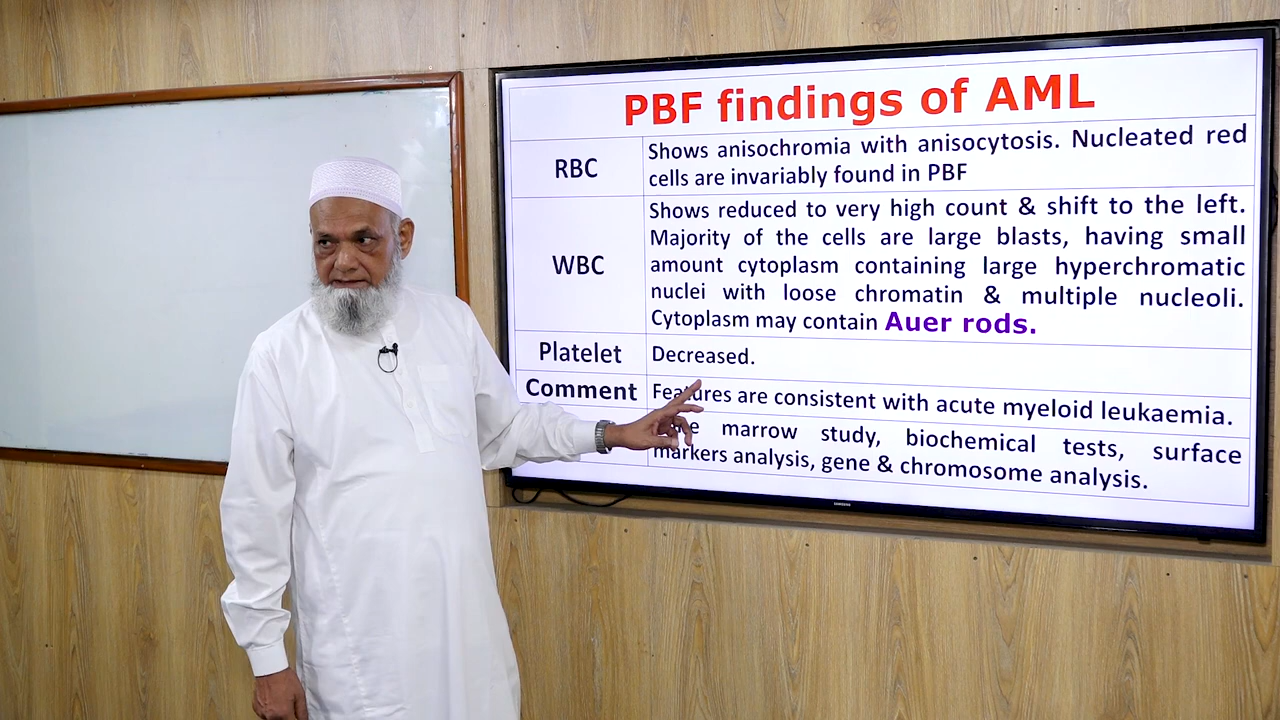 PBF findings of AML
RBC
Shows anisochromia with anisocytosis. Nucleated red
cells are invariably found in PBF
WBC
Shows reduced to very high count & shift to the left.
Majority of the cells are large blasts, having small
amount cytoplasm containing large hyperchromatic
nuclei with loose chromatin & multiple nucleoli.
Cytoplasm may contain Auer rods.
Platelet
Decreased.
Comment
Features are consistent with acute myeloid leukaemia.
marrow study, biochemical tests, surface
markers analysis, gene & chromosome analysis.
SAMSUNG